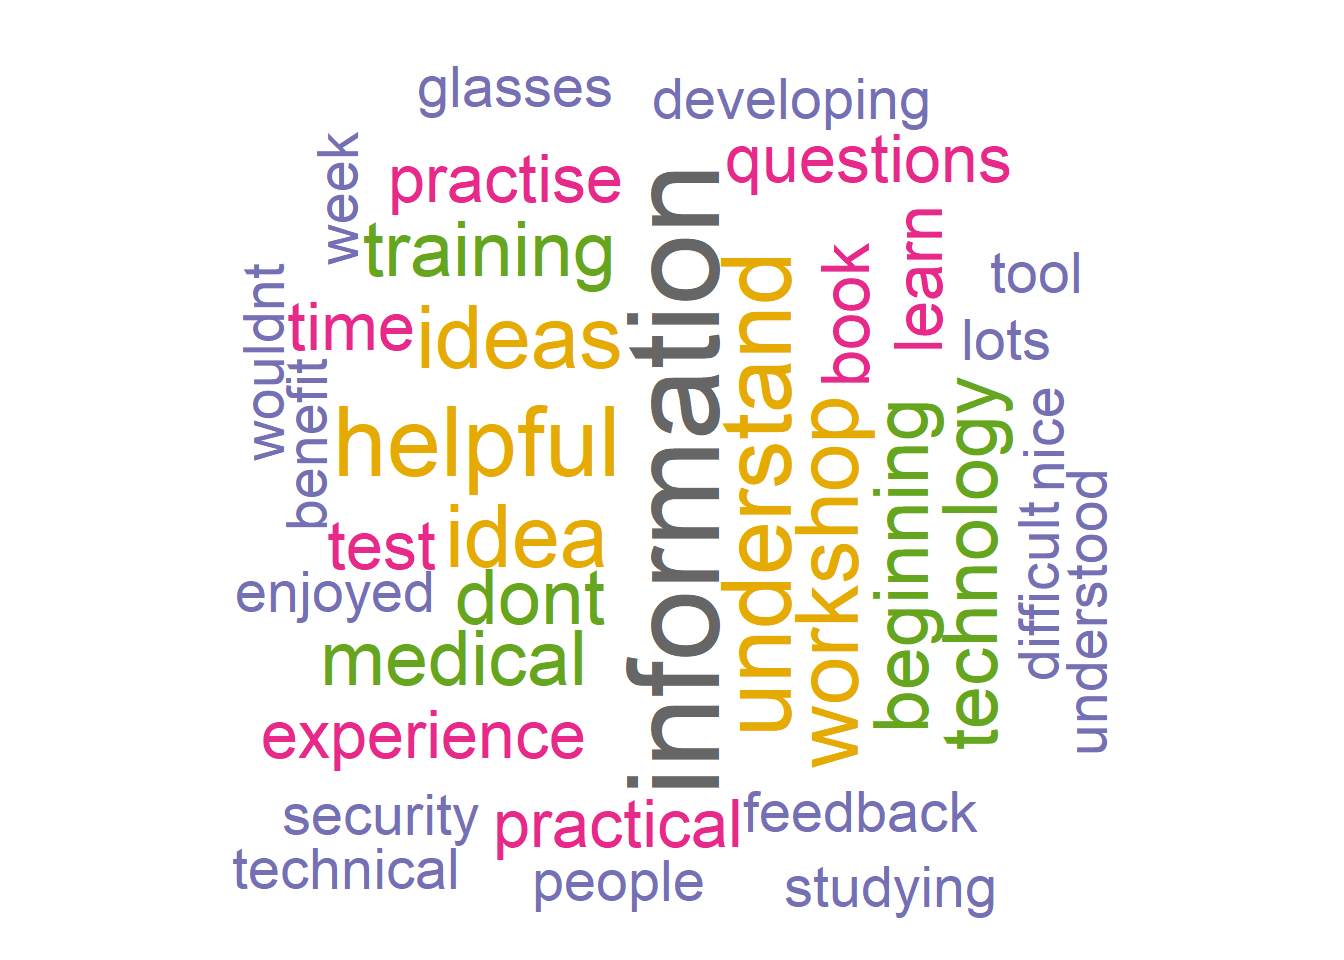 glasses
developing
week
practise
questions
training
information
understand
book
learn
tool
wouldnt
time
ideas
lots
benefit
helpful
workshop
beginning
technology
nice
test
idea
difficult
understood
enjoyed
dont
medical
experience
security
practical
feedback
technical
people
studying